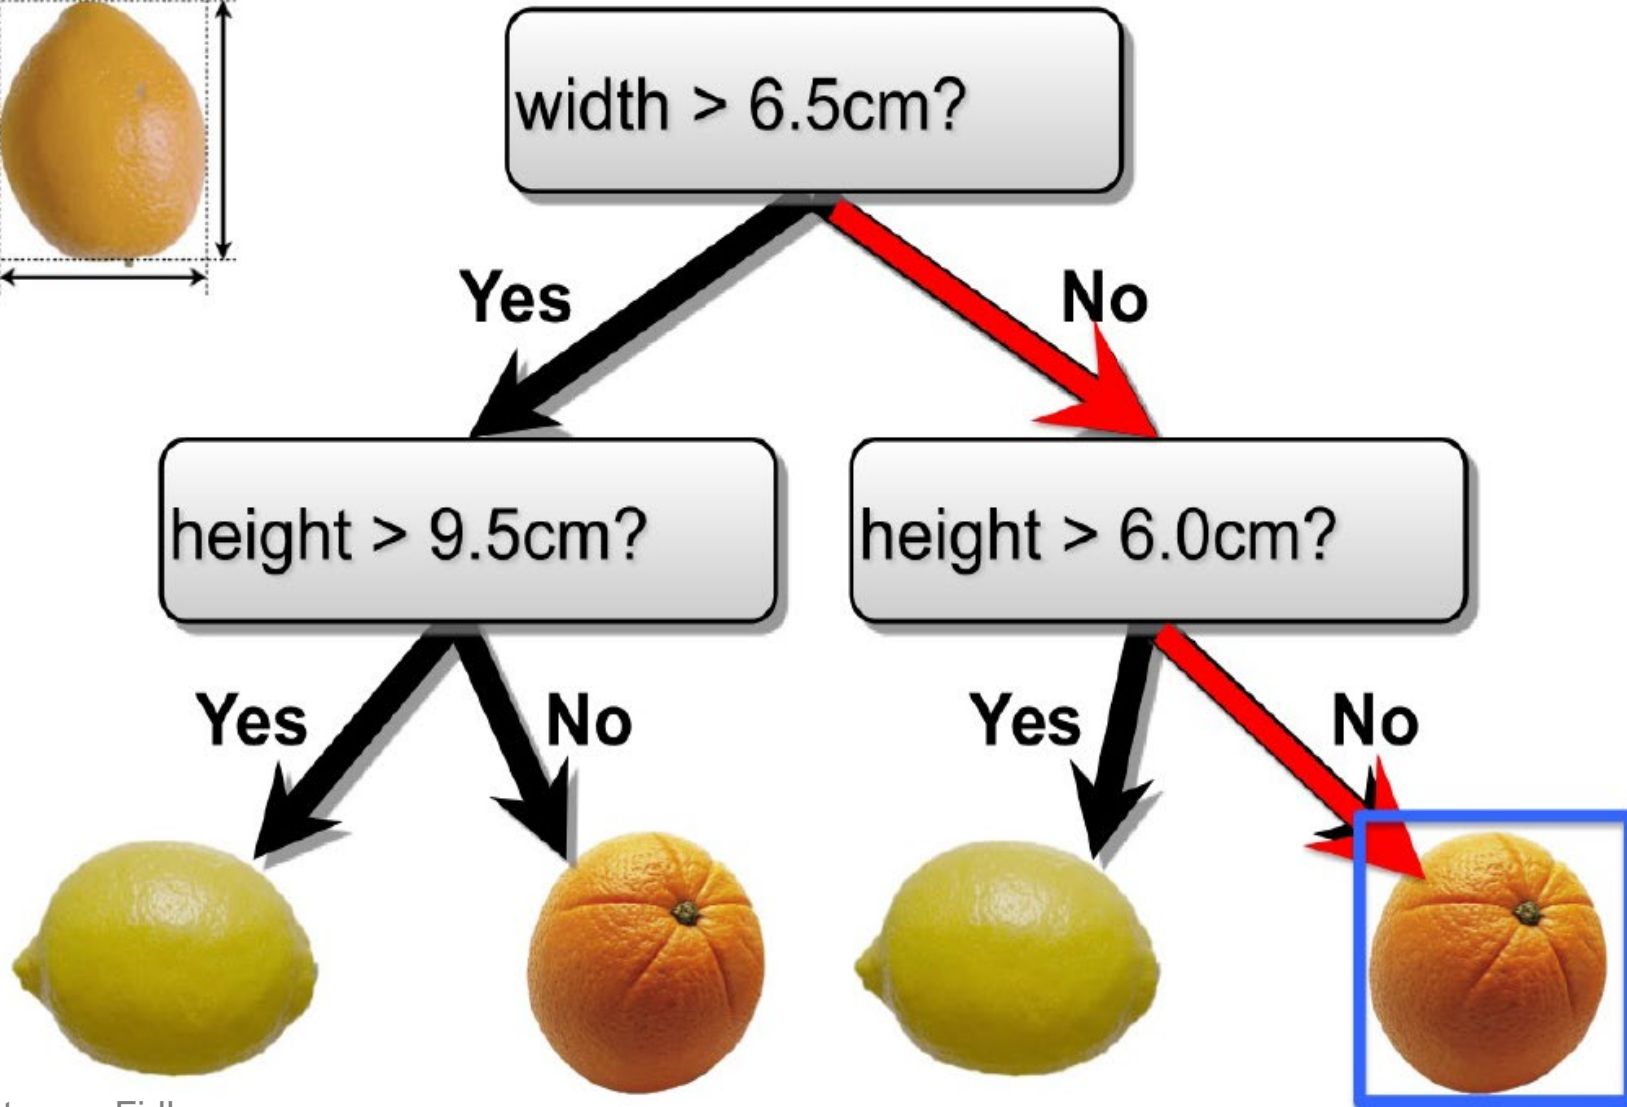 width > 6.5cm?
Yes
No
height > 9.5cm?
height > 6.0cm?
Yes
No
Yes
No